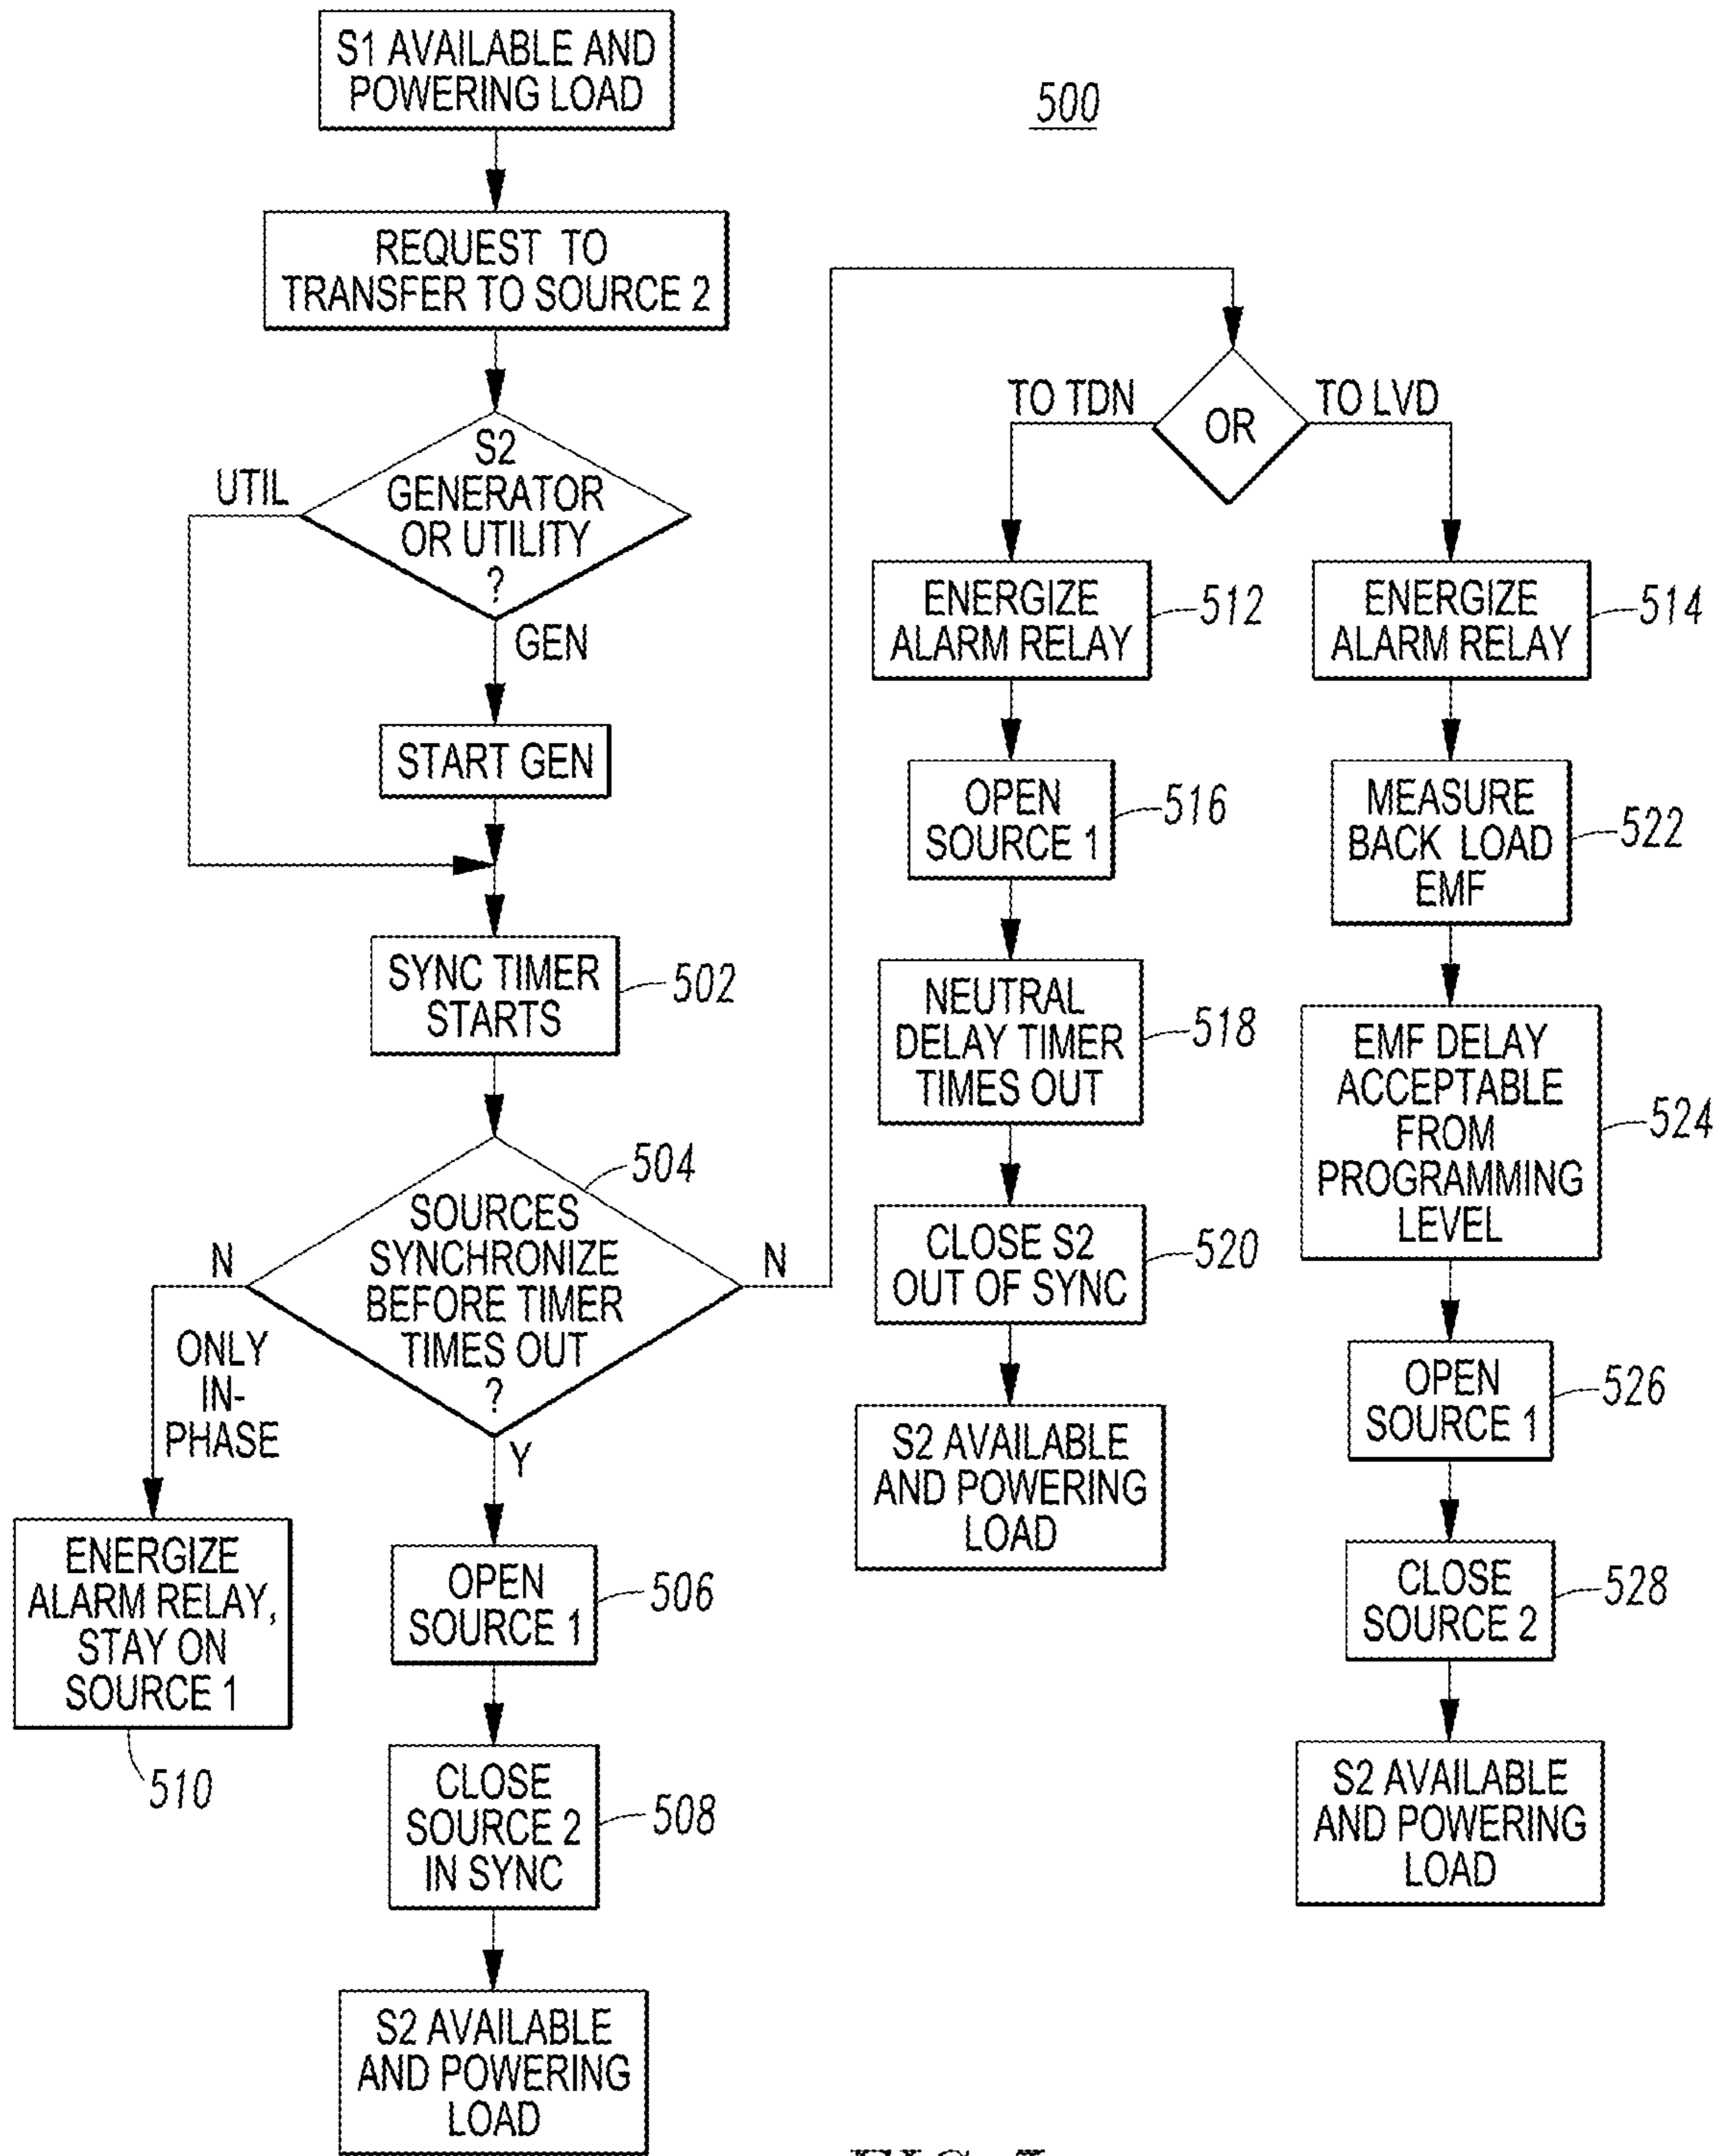 S1 AVAILABLE AND
POWERING LOAD
500
REQUEST TO
TRANSFER TO SOURCE 2
S2
GENERATOR
OR UTILITY
?
UTIL
GEN
START GEN
SYNC TIMER
STARTS
502
504
SOURCES
SYNCHRONIZE
BEFORE TIMER
TIMES OUT
?
N
N
Y
ONLY
IN-
PHASE
ENERGIZE
ALARM RELAY,
STAY ON
SOURCE 1
510
OPEN
SOURCE 1
506
CLOSE
SOURCE 2
IN SYNC
508
S2 AVAILABLE
AND POWERING
LOAD
OR
TO TDN
TO LVD
ENERGIZE
ALARM RELAY
512
OPEN
SOURCE 1
516
NEUTRAL
DELAY TIMER
TIMES OUT
518
CLOSE S2
OUT OF SYNC
520
S2 AVAILABLE
AND POWERING
LOAD
ENERGIZE
ALARM RELAY
514
MEASURE
BACK LOAD
EMF
522
EMF DELAY
ACCEPTABLE
FROM
PROGRAMMING
LEVEL
524
OPEN
SOURCE 1
526
CLOSE
SOURCE 2
528
S2 AVAILABLE
AND POWERING
LOAD